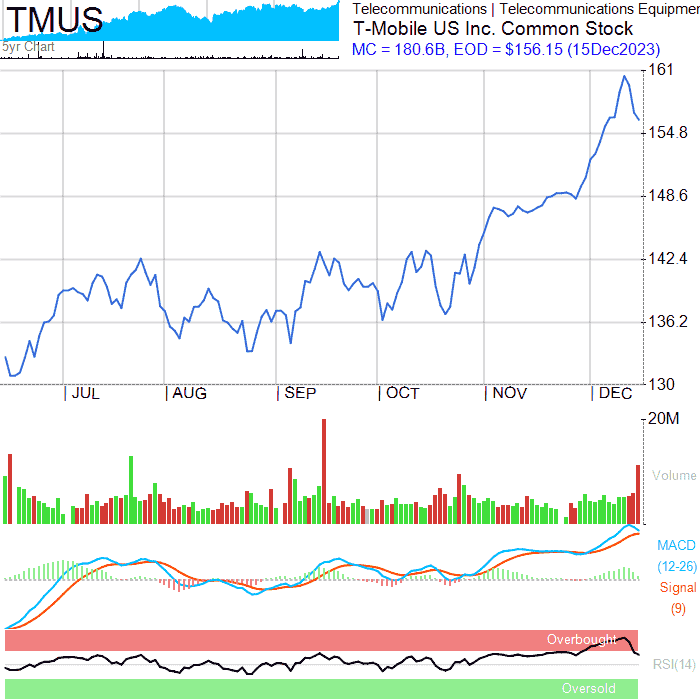 TMUS
5yr Chart
Telecommunications | Telecommunications Equipmen
T-Mobile US Inc. Common Stock
MC = 180.6B, EOD = $156.15 (15Dec2023)
161
154.8
148.6
142.4
136.2
130
JUL AUG SEP OCT NOV DEC
20M
Volume
MACD
(12-26)
Signal
(9)
Overbought
RSI(14)
Oversold